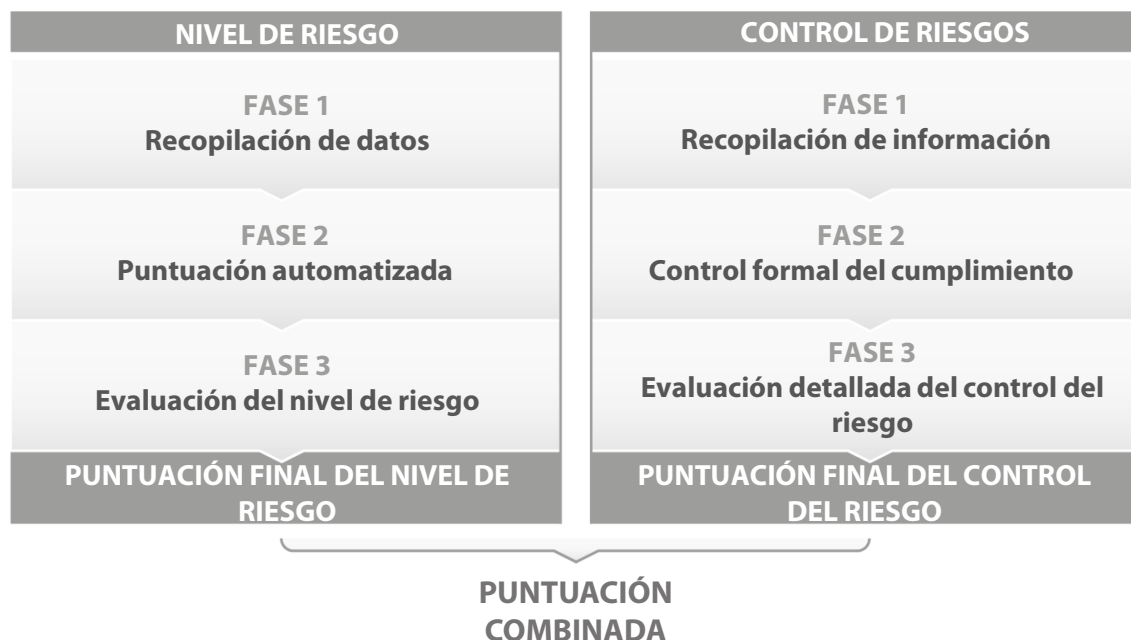 NIVEL DE RIESGO
FASE 1
Recopilación de datos
FASE 2
Puntuación automatizada
FASE 3
Evaluación del nivel de riesgo
PUNTUACIÓN FINAL DEL NIVEL DE
RIESGO
CONTROL DE RIESGOS
FASE 1
Recopilación de información
FASE 2
Control formal del cumplimiento
FASE 3
Evaluación detallada del control del
riesgo
PUNTUACIÓN FINAL DEL CONTROL
DEL RIESGO
PUNTUACIÓN
COMBINADA